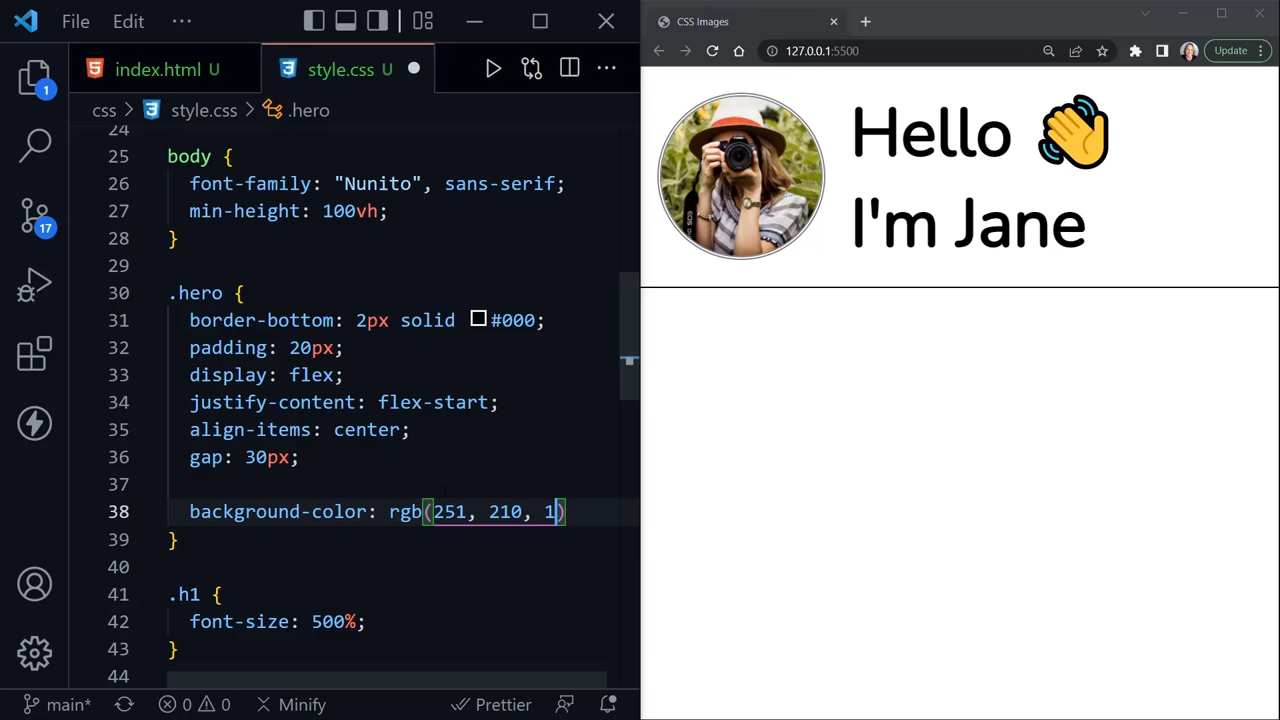 File Edit ···
index.html U
style.css U
css > style.css > .hero
24
25 body {
26 font-family: "Nunito", sans-serif;
27 min-height: 100vh;
28 }
29
30 .hero {
31 border-bottom: 2px solid #000;
32 padding: 20px;
33 display: flex;
34 justify-content: flex-start;
35 align-items: center;
36 gap: 30px;
37
38 background-color: rgb(251, 210, 1)
39 }
40
41 .h1 {
42 font-size: 500%;
43 }
44
1
17
main* 0 0 Minify Prettier
CSS Images
127.0.0.1:5500
Update
Hello 👋
I'm Jane